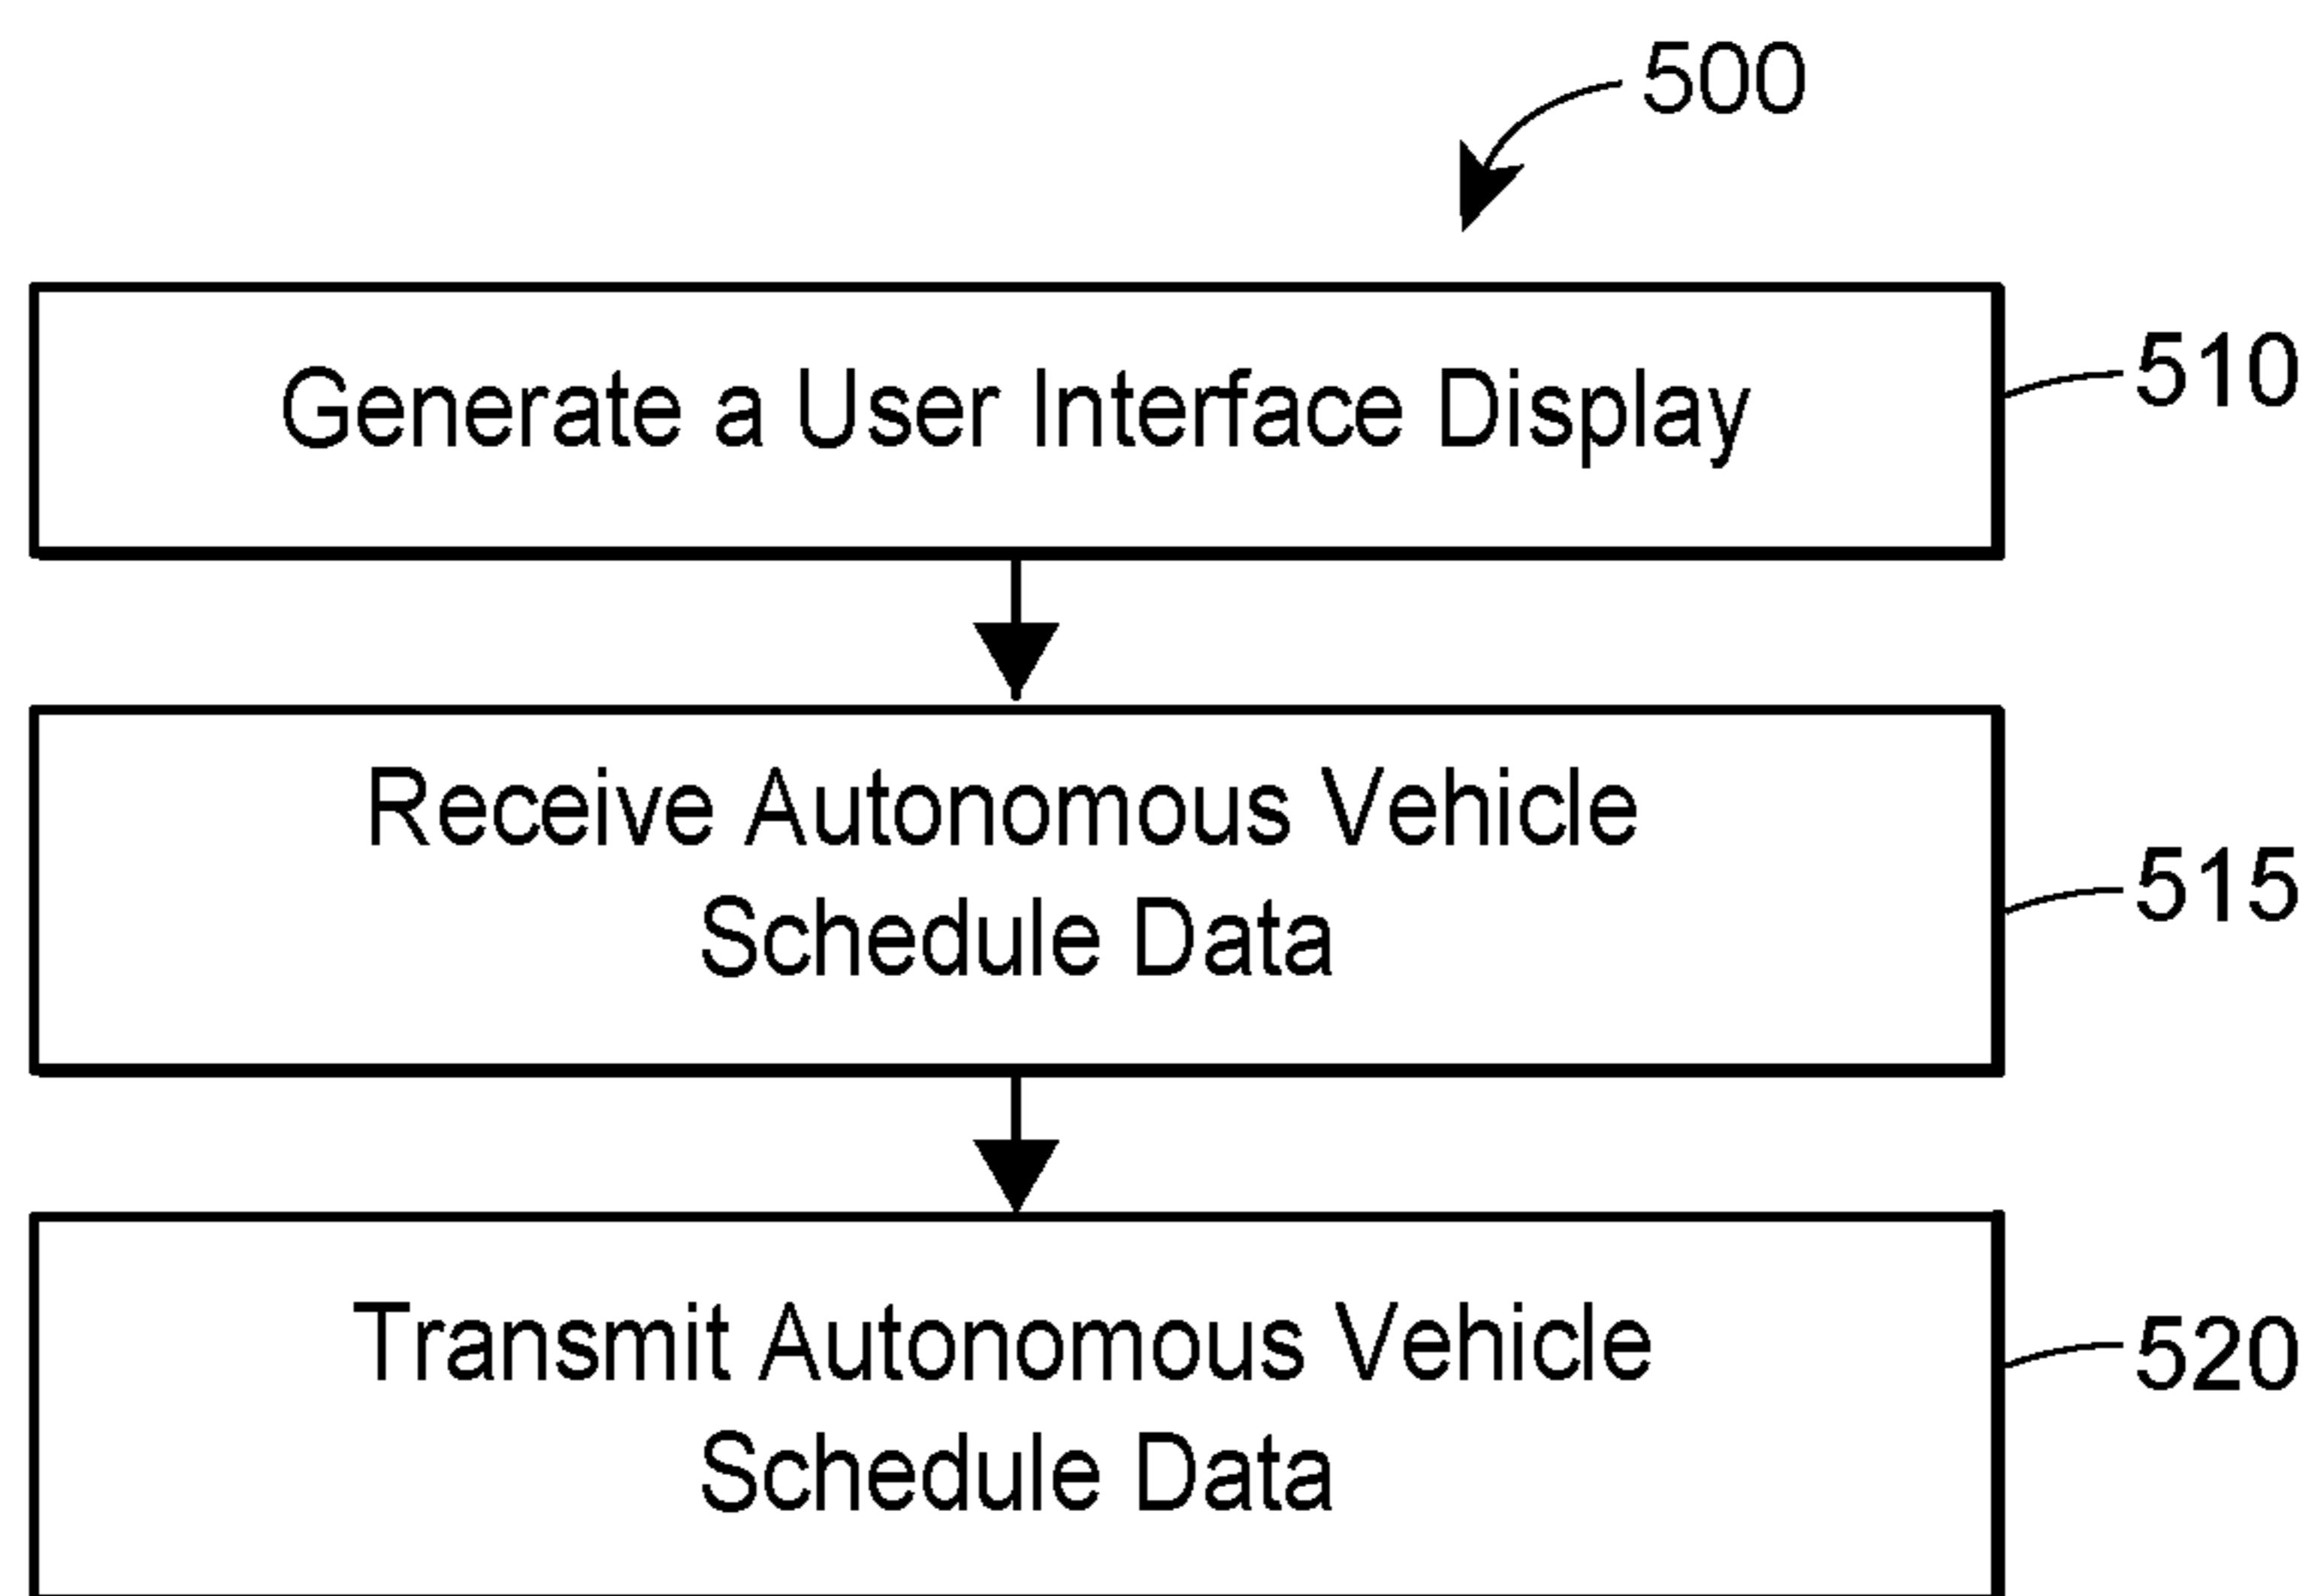 500
Generate a User Interface Display
510
Receive Autonomous Vehicle
Schedule Data
515
Transmit Autonomous Vehicle
Schedule Data
520